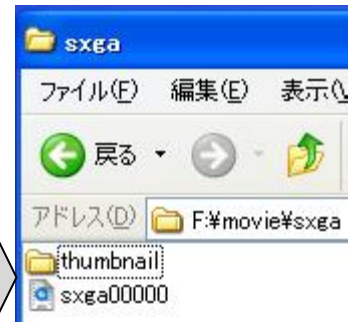 sxga
ファイル(F) 編集(E) 表示(V
戻る
アドレス(D) F:¥movie¥sxga
thumbnail
sxga00000